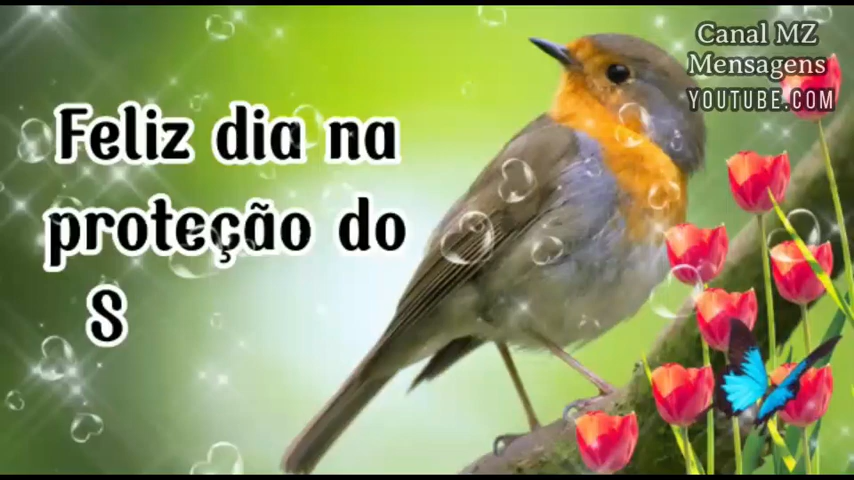 Canal MZ
Mensagens
YOUTUBE.COM
Feliz dia na
proteção do
S